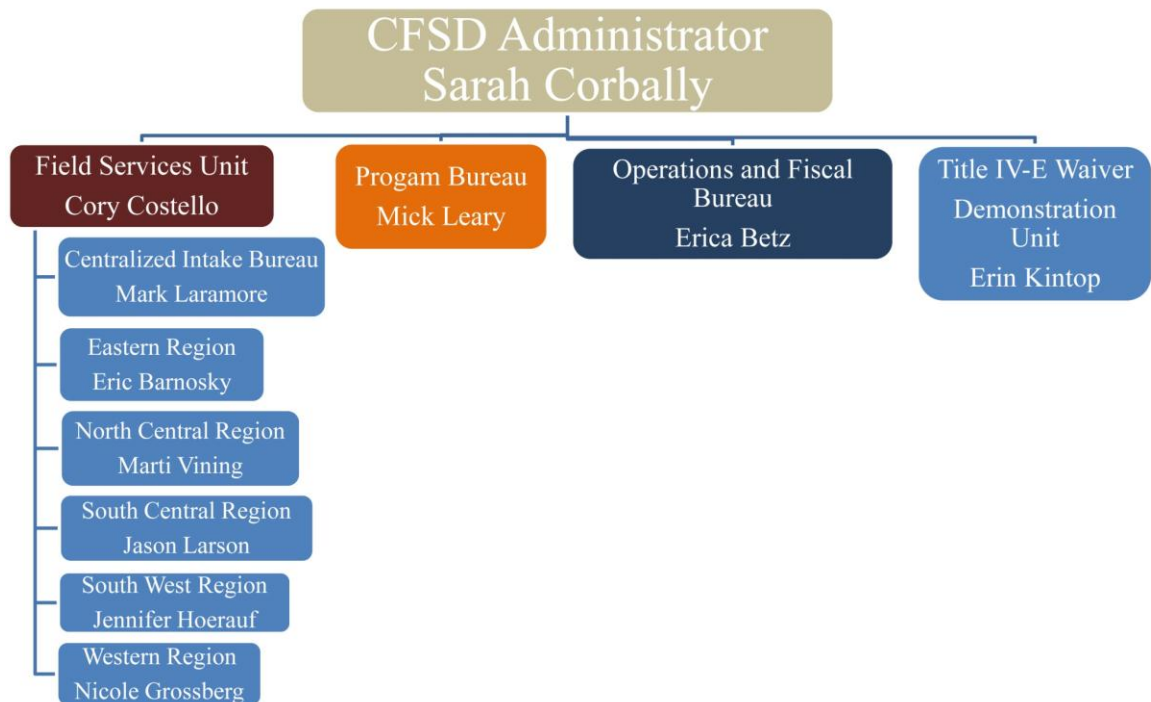 CFSD Administrator
Sarah Corbally
Field Services Unit
Cory Costello
Progam Bureau
Mick Leary
Operations and Fiscal
Bureau
Erica Betz
Title IV-E Waiver
Demonstration
Unit
Erin Kintop
Centralized Intake Bureau
Mark Laramore
Eastern Region
Eric Barnosky
North Central Region
Marti Vining
South Central Region
Jason Larson
South West Region
Jennifer Hoerauf
Western Region
Nicole Grossberg